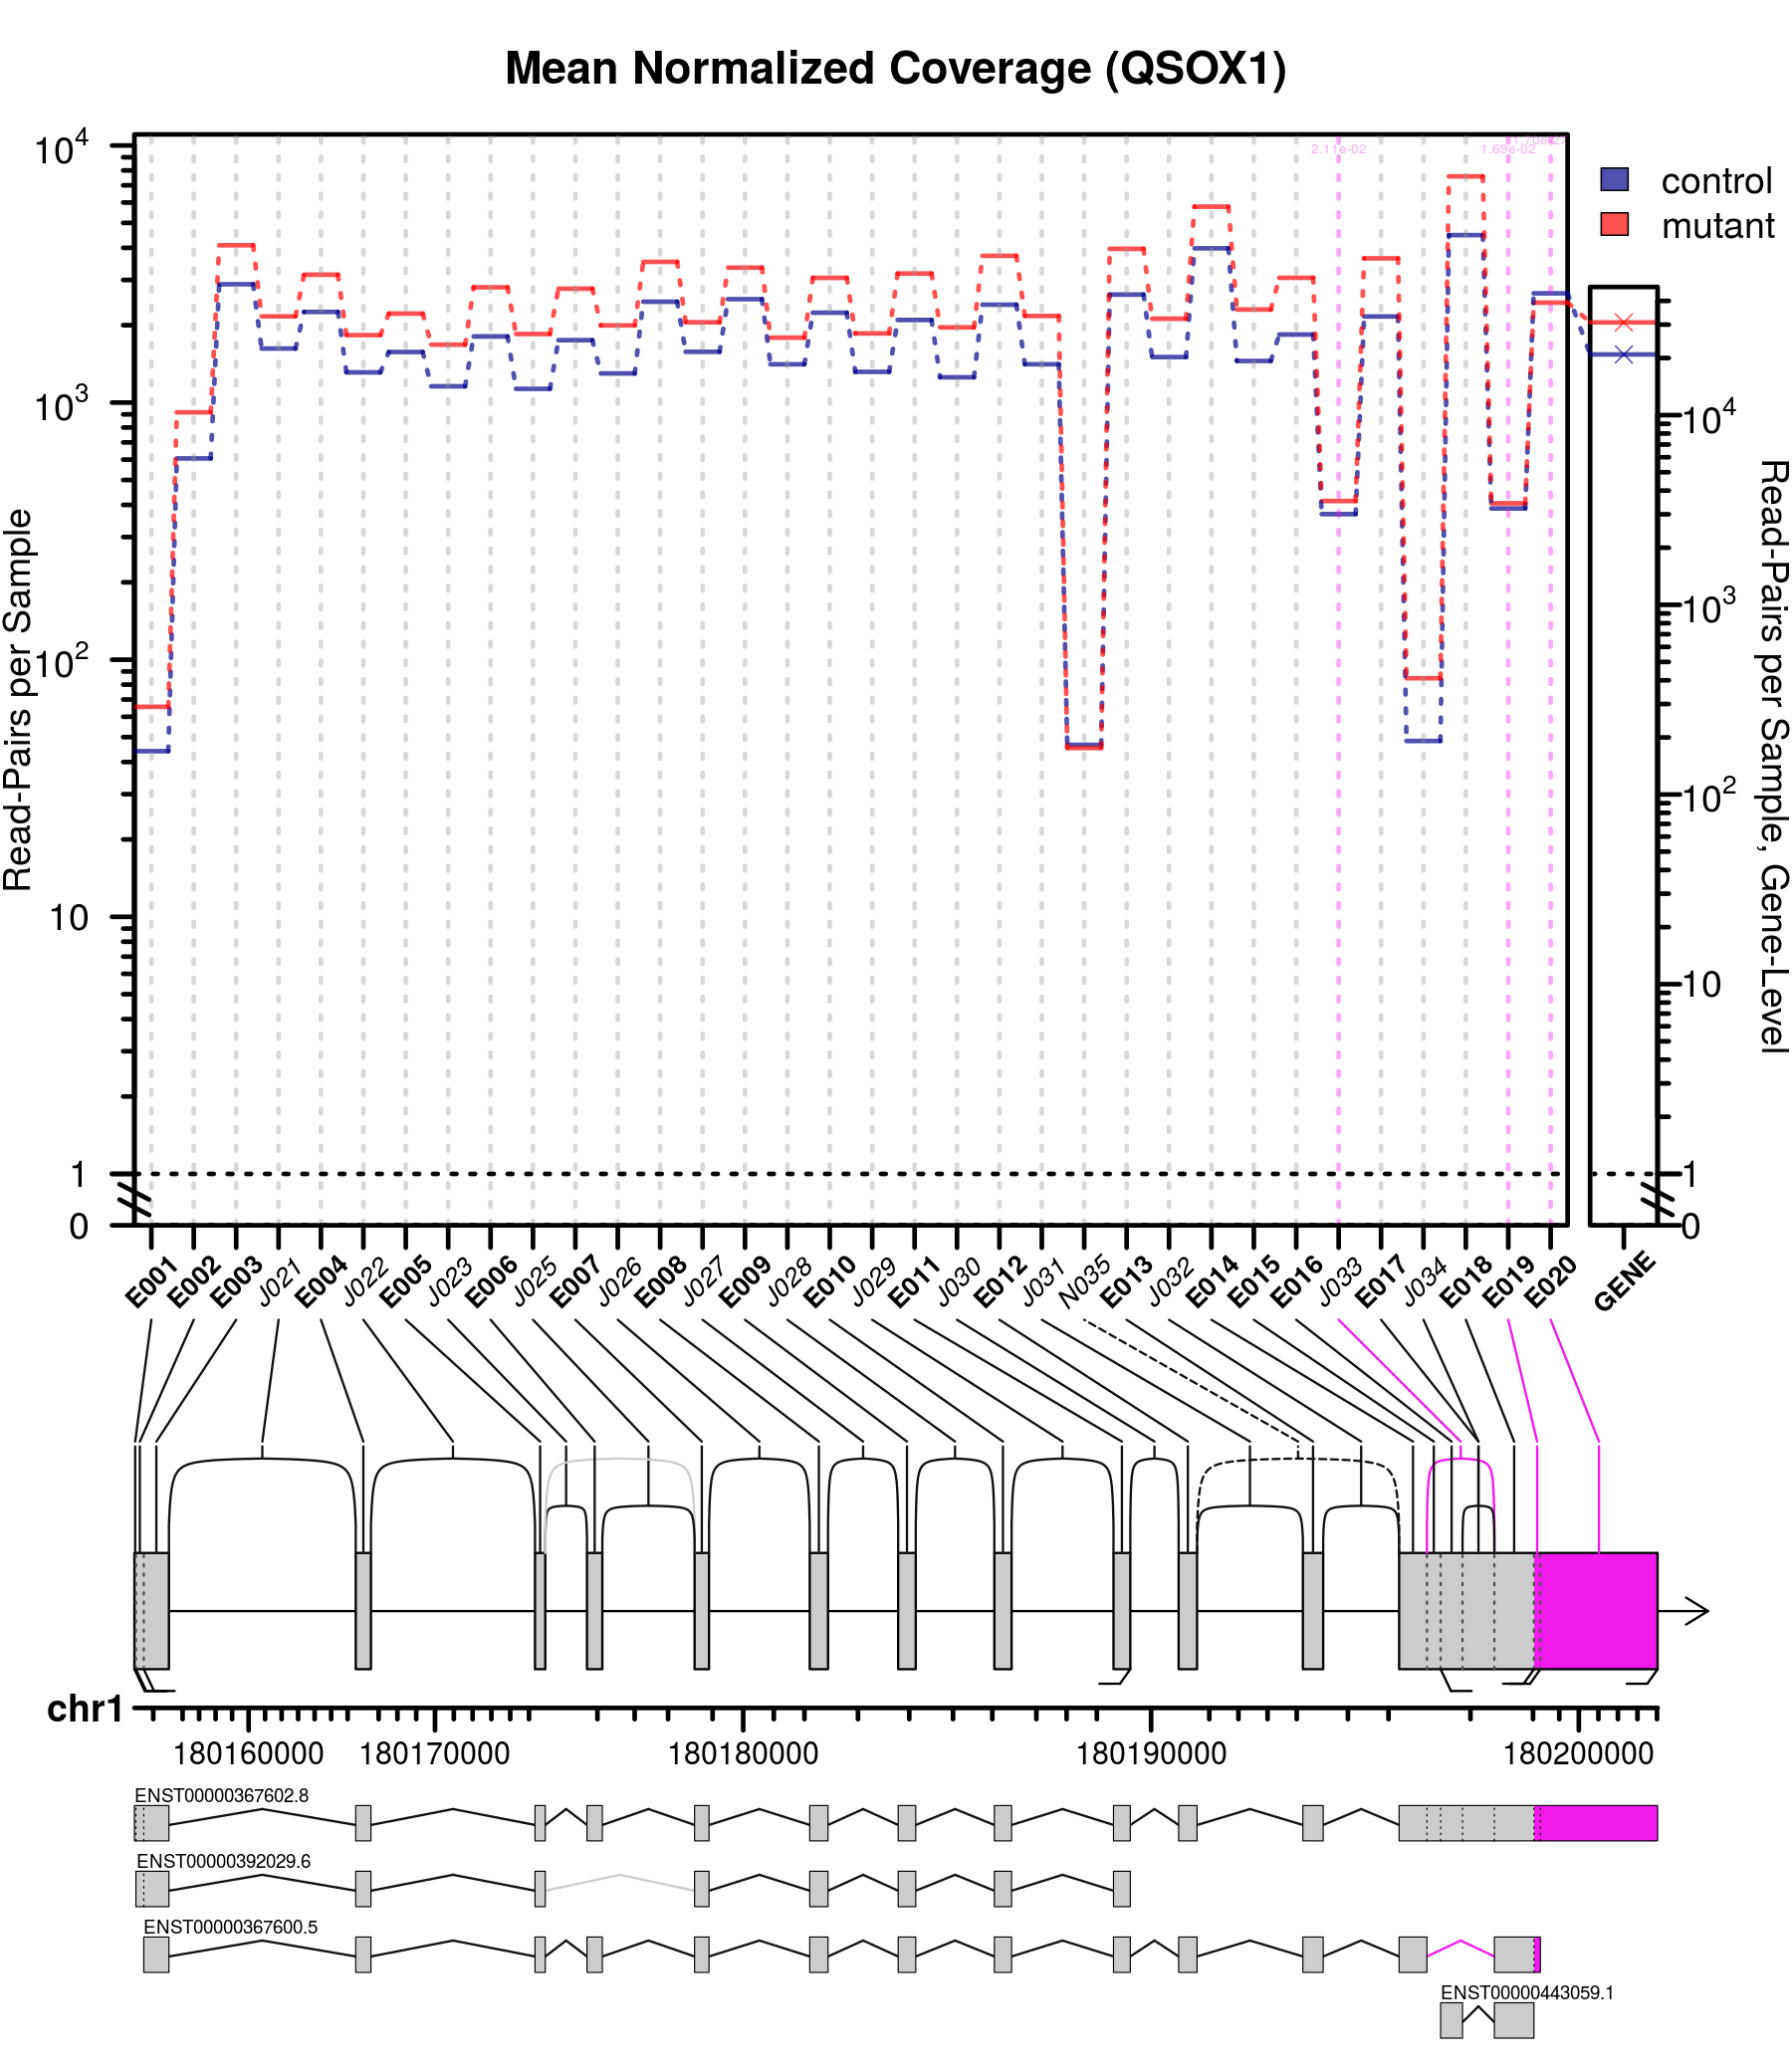 Mean Normalized Coverage (QSOX1)
10^4
10^3
10^2
10
1
0
Read-Pairs per Sample
2.11e-02
1.69e-02
control
mutant
10^4
10^3
10^2
10
1
0
Read-Pairs per Sample, Gene-Level
E001 E002 E003 J021 E004 J022 E005 J023 E006 J025 E007 J026 E008 J027 E009 J028 E010 J029 E011 J030 E012 J031 N035 E013 J032 E014 E015 E016 J033 E017 J034 E018 E019 E020 GENE
chr1
180160000 180170000 180180000 180190000 180200000
ENST00000367602.8
ENST00000392029.6
ENST00000367600.5
ENST00000443059.1